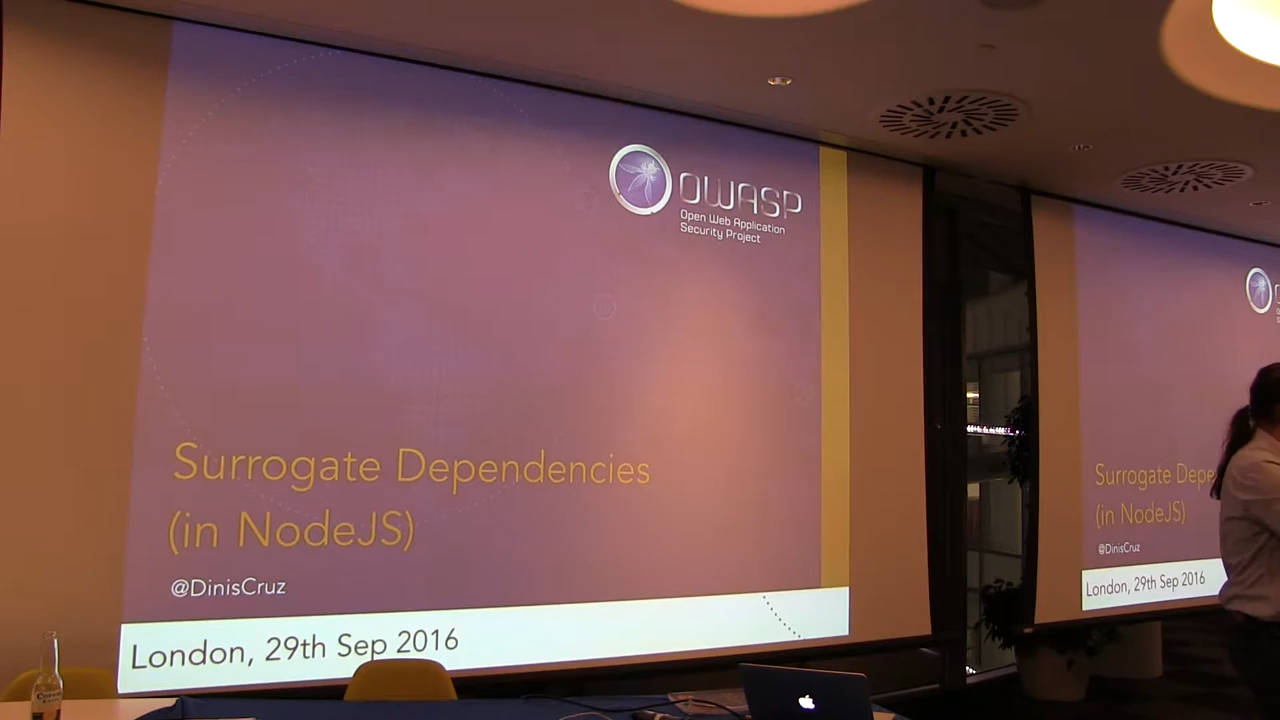 OWASP
Open Web Application
Security Project
Surrogate Dependencies
(in NodeJS)
@DinisCruz
London, 29th Sep 2016
Surrogate Depe
(in NodeJS)
@DinisCruz
London, 29th Sep 2016